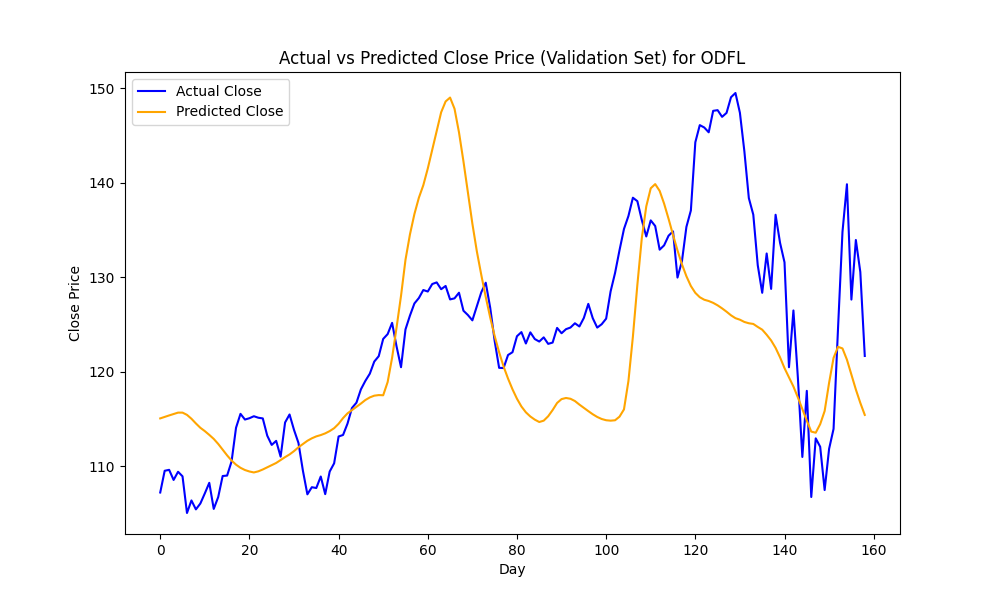 Actual vs Predicted Close Price (Validation Set) for ODFL
Actual Close
Predicted Close
Close Price
150
140
130
120
110
0 20 40 60 80 100 120 140 160
Day